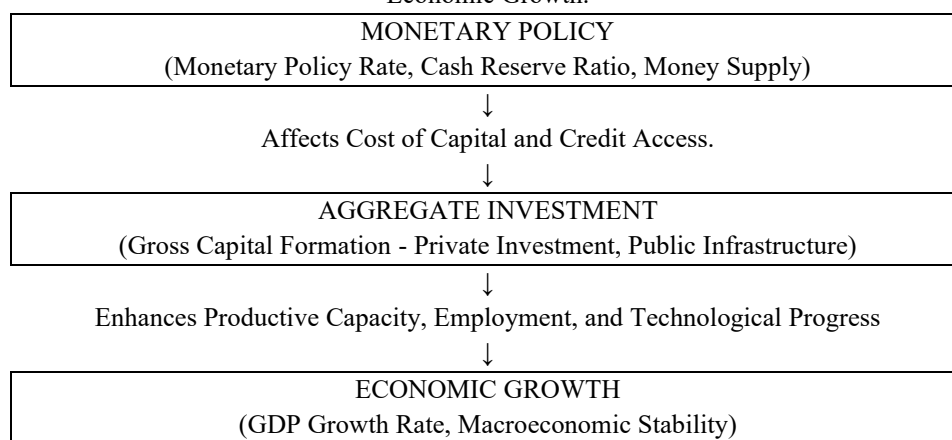 Economic Growth.
MONETARY POLICY
(Monetary Policy Rate, Cash Reserve Ratio, Money Supply)
↓
Affects Cost of Capital and Credit Access.
↓
AGGREGATE INVESTMENT
(Gross Capital Formation - Private Investment, Public Infrastructure)
↓
Enhances Productive Capacity, Employment, and Technological Progress
↓
ECONOMIC GROWTH
(GDP Growth Rate, Macroeconomic Stability)